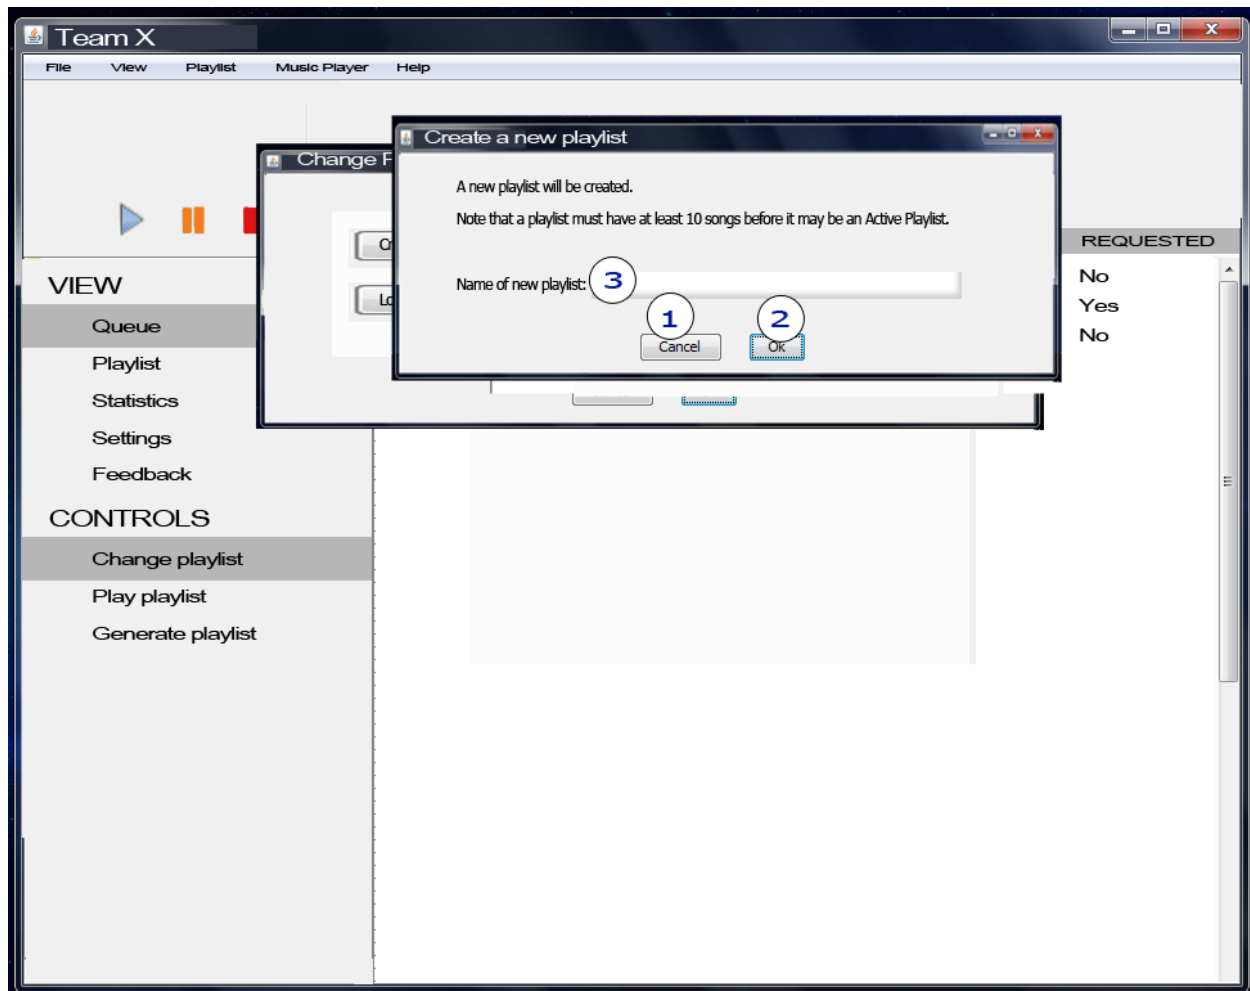 Team X
File View Playlist Music Player Help
Create a new playlist
Change
A new playlist will be created.
Note that a playlist must have at least 10 songs before it may be an Active Playlist.
Name of new playlist: 3
1 2
Cancel Ok
REQUESTED
No
Yes
No
VIEW
Queue
Playlist
Statistics
Settings
Feedback
CONTROLS
Change playlist
Play playlist
Generate playlist